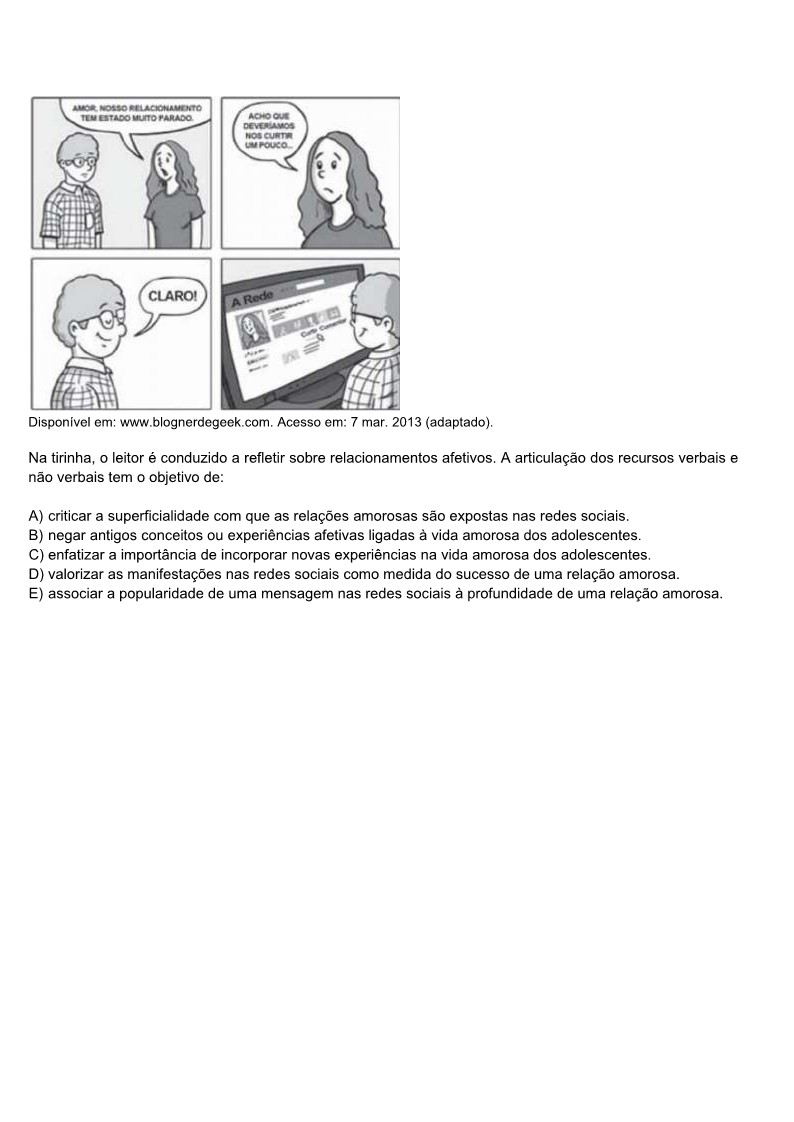 AMOR, NOSSO RELACIONAMENTO
TEM ESTADO MUITO PARADO.
ACHO QUE
DEVERÍAMOS
NOS CURTIR
UM POUCO...
CLARO!
A Rede
Curtir Comentar
Disponível em: www.blognerdegeek.com. Acesso em: 7 mar. 2013 (adaptado).
Na tirinha, o leitor é conduzido a refletir sobre relacionamentos afetivos. A articulação dos recursos verbais e
não verbais tem o objetivo de:
A) criticar a superficialidade com que as relações amorosas são expostas nas redes sociais.
B) negar antigos conceitos ou experiências afetivas ligadas à vida amorosa dos adolescentes.
C) enfatizar a importância de incorporar novas experiências na vida amorosa dos adolescentes.
D) valorizar as manifestações nas redes sociais como medida do sucesso de uma relação amorosa.
E) associar a popularidade de uma mensagem nas redes sociais à profundidade de uma relação amorosa.